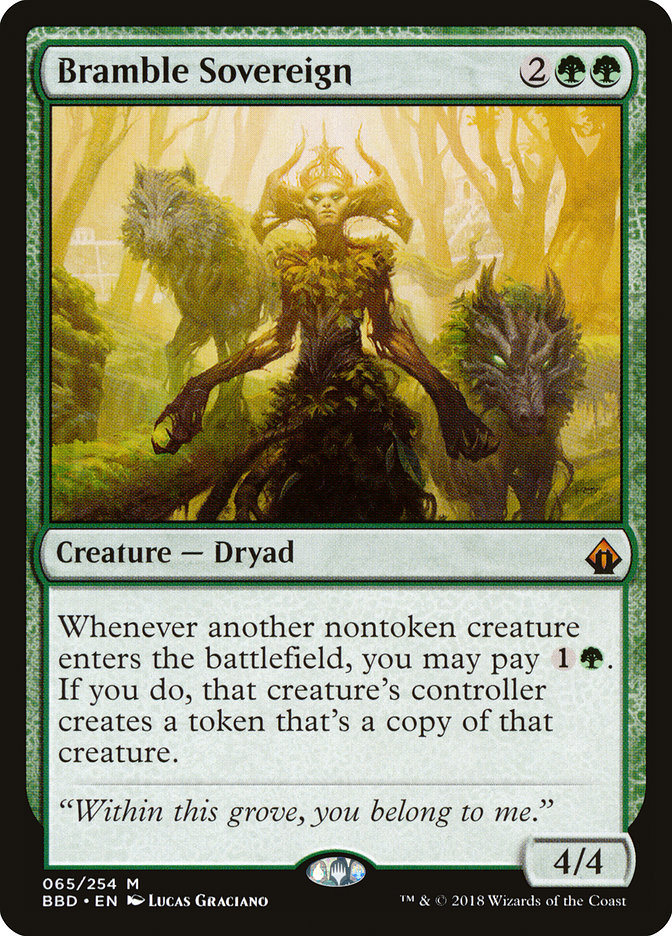 Bramble Sovereign 2
Creature — Dryad
Whenever another nontoken creature
enters the battlefield, you may pay 1 .
If you do, that creature's controller
creates a token that's a copy of that
creature.
“Within this grove, you belong to me.”
4/4
065/254 M
BBD • EN Lucas Graciano
™ & © 2018 Wizards of the Coast